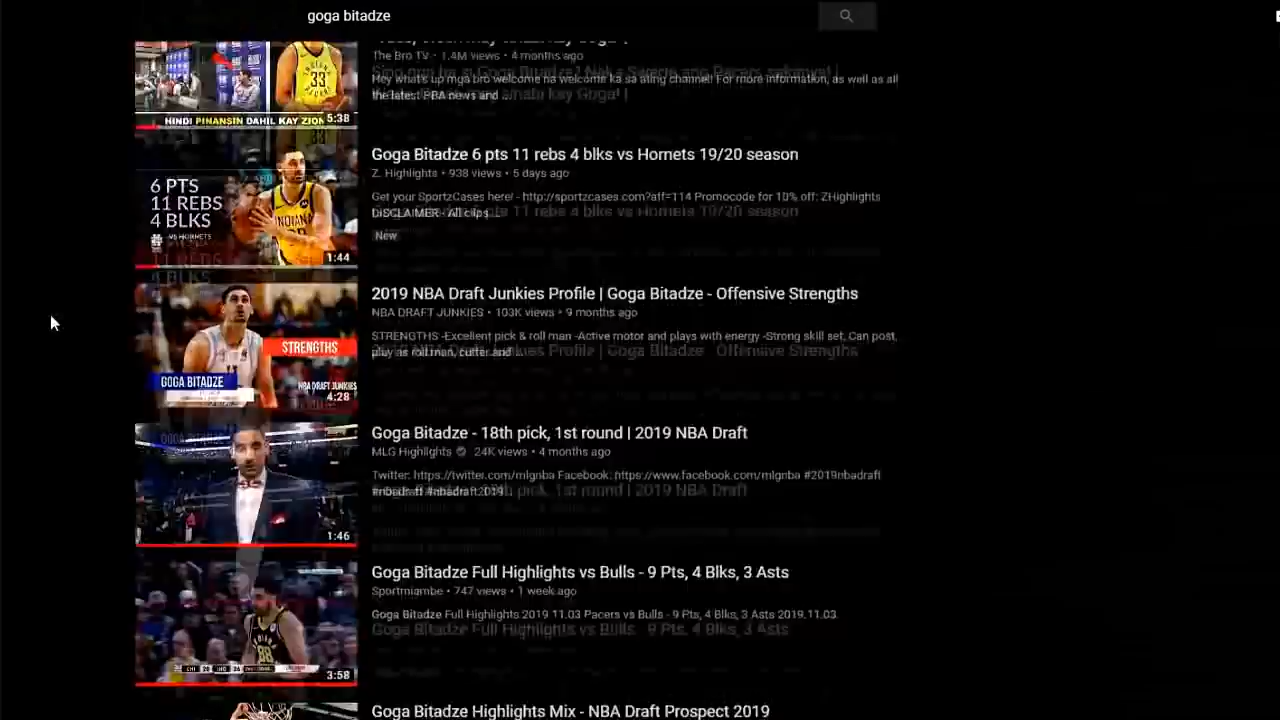 goga bitadze
The Bro TV • 1.4M views • 4 months ago
Hey what's up mga bro welcome na welcome ka sa ating channel! For more information, as well as all
the latest PBA news and ...
33
HINDI PINANSIN DAHIL KAY ZION
5:38
Goga Bitadze 6 pts 11 rebs 4 blks vs Hornets 19/20 season
Z. Highlights • 938 views • 5 days ago
Get your SportzCases here! - http://sportzcases.com?aff=114 Promocode for 10% off: ZHighlights
DISCLAIMER - All clips ...
New
6 PTS
11 REBS
4 BLKS
VS HORNETS
INDIANA
1:44
2019 NBA Draft Junkies Profile | Goga Bitadze - Offensive Strengths
NBA DRAFT JUNKIES • 103K views • 9 months ago
STRENGTHS -Excellent pick & roll man -Active motor and plays with energy -Strong skill set. Can post,
play as roll man, cutter and ...
STRENGTHS
GOGA BITADZE
NBA DRAFT JUNKIES
4:28
Goga Bitadze - 18th pick, 1st round | 2019 NBA Draft
MLG Highlights 24K views • 4 months ago
Twitter: https://twitter.com/mlgnba Facebook: https://www.facebook.com/mlgnba #2019nbadraft
#nbadraft #nbadraft2019
1:46
Goga Bitadze Full Highlights vs Bulls - 9 Pts, 4 Blks, 3 Asts
Sportmiambe • 747 views • 1 week ago
Goga Bitadze Full Highlights 2019 11.03 Pacers vs Bulls - 9 Pts, 4 Blks, 3 Asts 2019.11.03
88
3:58
Goga Bitadze Highlights Mix - NBA Draft Prospect 2019